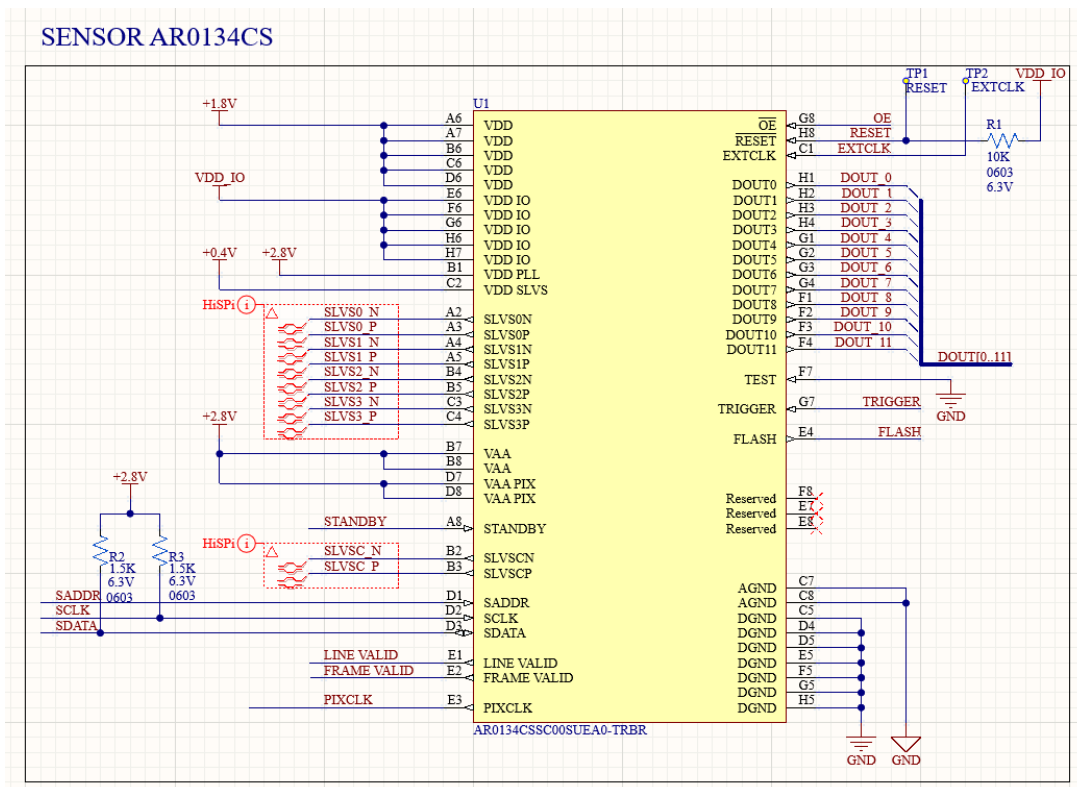 SENSOR AR0134CS
TP1
RESET
TP2
EXTCLK
VDD_IO
R1
10K
0603
6.3V
U1
AR0134CSSC00SUEA0-TRBR
+1.8V
A6 VDD
A7 VDD
B6 VDD
C6 VDD
D6 VDD
VDD_IO
E6 VDD IO
F6 VDD IO
G6 VDD IO
H6 VDD IO
H7 VDD IO
+0.4V
+2.8V
B1 VDD PLL
C2 VDD SLVS
HiSPi i
SLVS0_N A2 SLVS0N
SLVS0_P A3 SLVS0P
SLVS1_N A4 SLVS1N
SLVS1_P A5 SLVS1P
SLVS2_N B4 SLVS2N
SLVS2_P B5 SLVS2P
SLVS3_N C3 SLVS3N
SLVS3_P C4 SLVS3P
+2.8V
B7 VAA
B8 VAA
D7 VAA PIX
D8 VAA PIX
STANDBY A8 STANDBY
HiSPi i
SLVSC_N B2 SLVSCN
SLVSC_P B3 SLVSCP
+2.8V
R2
1.5K
6.3V
0603
R3
1.5K
6.3V
0603
SADDR D1 SADDR
SCLK D2 SCLK
SDATA D3 SDATA
LINE VALID E1 LINE VALID
FRAME VALID E2 FRAME VALID
PIXCLK E3 PIXCLK
OE G8 OE
RESET H8 RESET
EXTCLK C1 EXTCLK
DOUT0 H1 DOUT_0
DOUT1 H2 DOUT_1
DOUT2 H3 DOUT_2
DOUT3 H4 DOUT_3
DOUT4 G1 DOUT_4
DOUT5 G2 DOUT_5
DOUT6 G3 DOUT_6
DOUT7 G4 DOUT_7
DOUT8 F1 DOUT_8
DOUT9 F2 DOUT_9
DOUT10 F3 DOUT_10
DOUT11 F4 DOUT_11
DOUT[0..11]
TEST F7
GND
TRIGGER G7 TRIGGER
FLASH E4 FLASH
Reserved F8
Reserved E7
Reserved E8
AGND C7
AGND C8
DGND C5
DGND D4
DGND D5
DGND E5
DGND F5
DGND G5
DGND H5
GND
GND